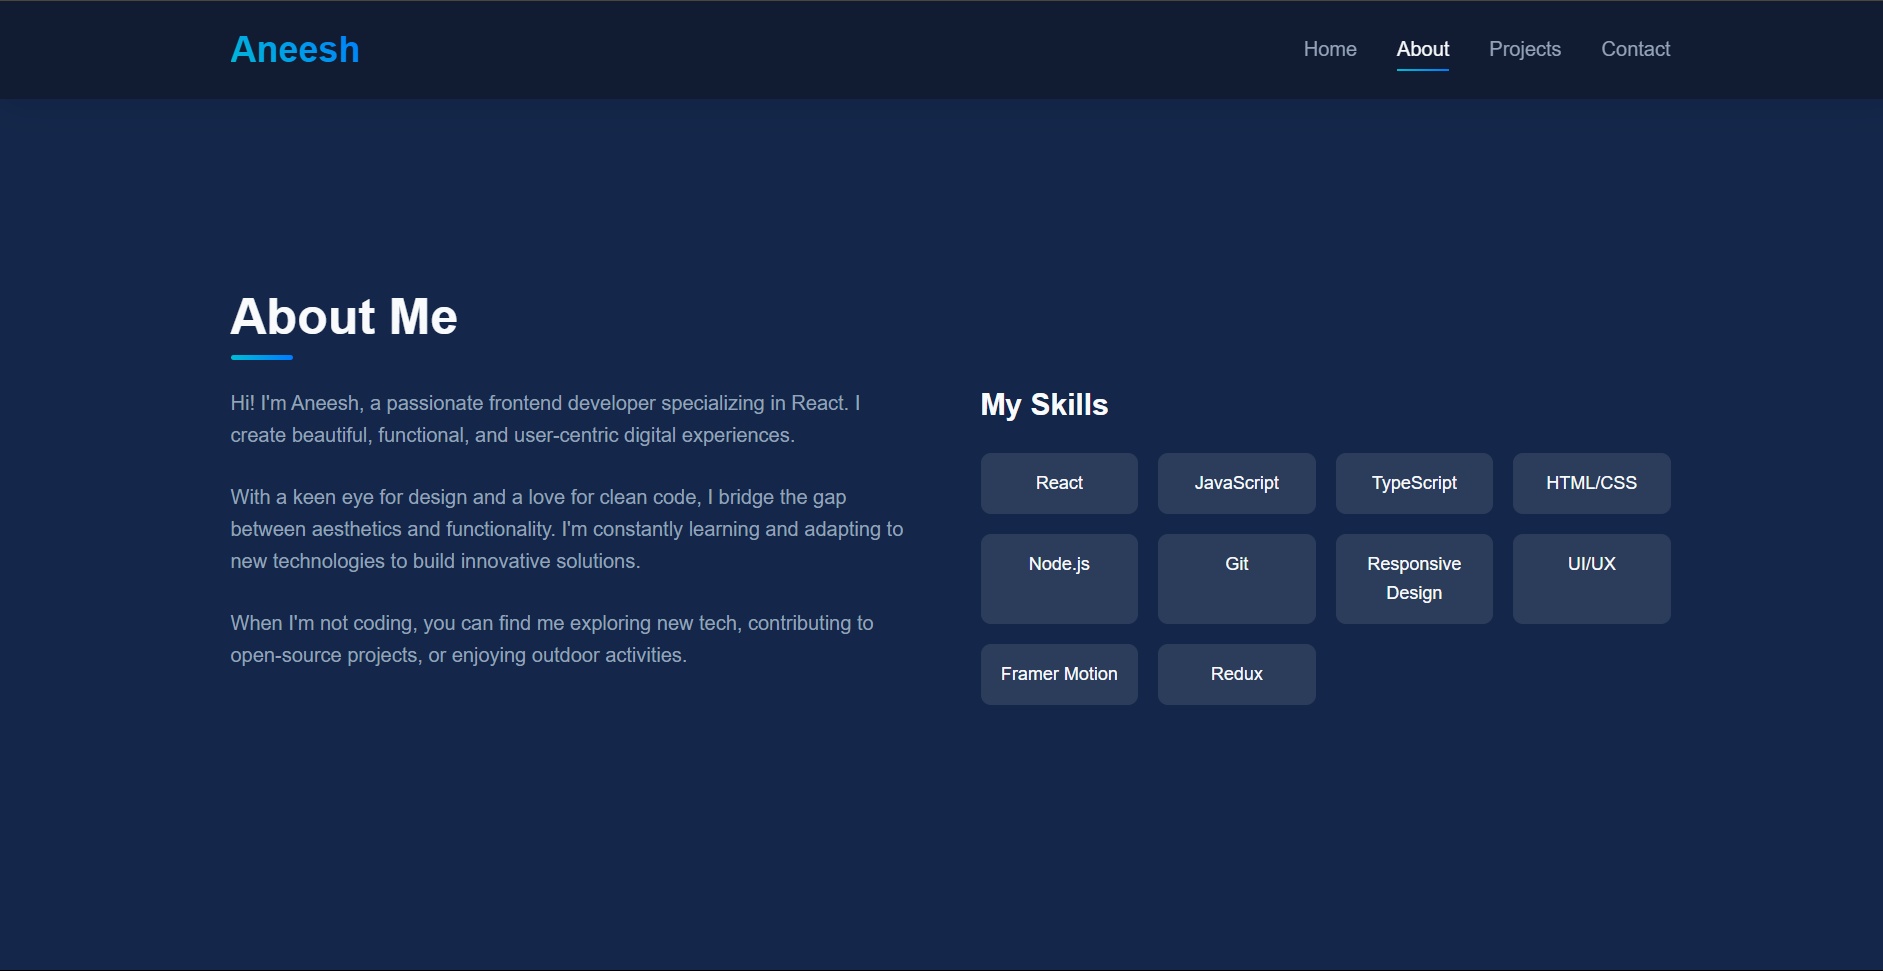 Aneesh
Home About Projects Contact
About Me
Hi! I'm Aneesh, a passionate frontend developer specializing in React. I
create beautiful, functional, and user-centric digital experiences.
With a keen eye for design and a love for clean code, I bridge the gap
between aesthetics and functionality. I'm constantly learning and adapting to
new technologies to build innovative solutions.
When I'm not coding, you can find me exploring new tech, contributing to
open-source projects, or enjoying outdoor activities.
My Skills
React
JavaScript
TypeScript
HTML/CSS
Node.js
Git
Responsive
Design
UI/UX
Framer Motion
Redux